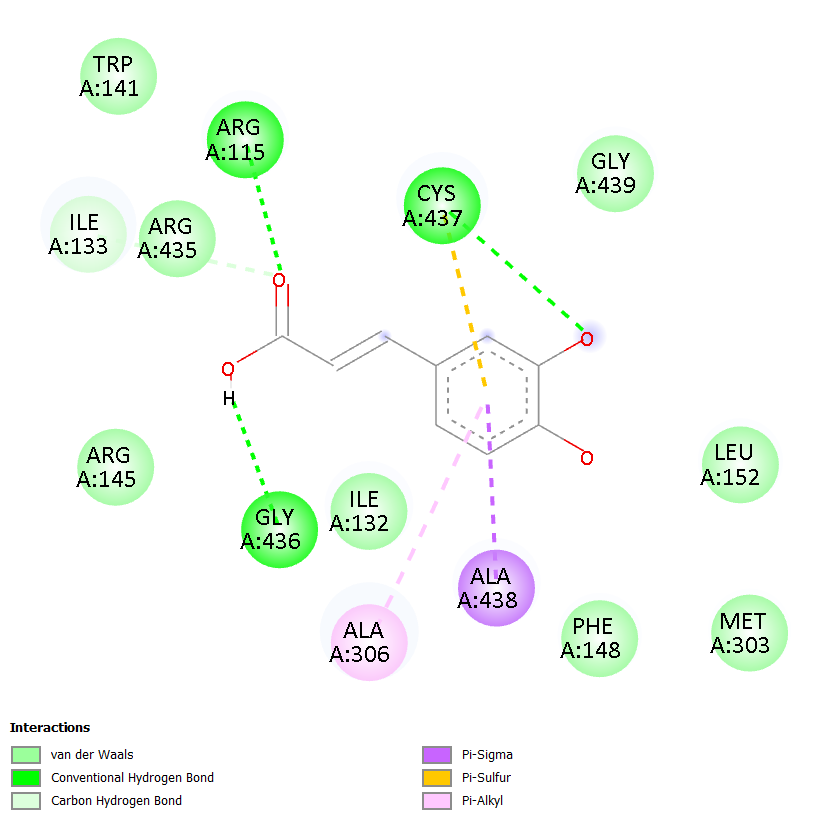 TRP
A:141
ARG
A:115
CYS
A:437
GLY
A:439
ILE
A:133
ARG
A:435
O
O
O
H
ARG
A:145
GLY
A:436
ILE
A:132
O
LEU
A:152
ALA
A:306
ALA
A:438
PHE
A:148
MET
A:303
Interactions
van der Waals
Conventional Hydrogen Bond
Carbon Hydrogen Bond
Pi-Sigma
Pi-Sulfur
Pi-Alkyl